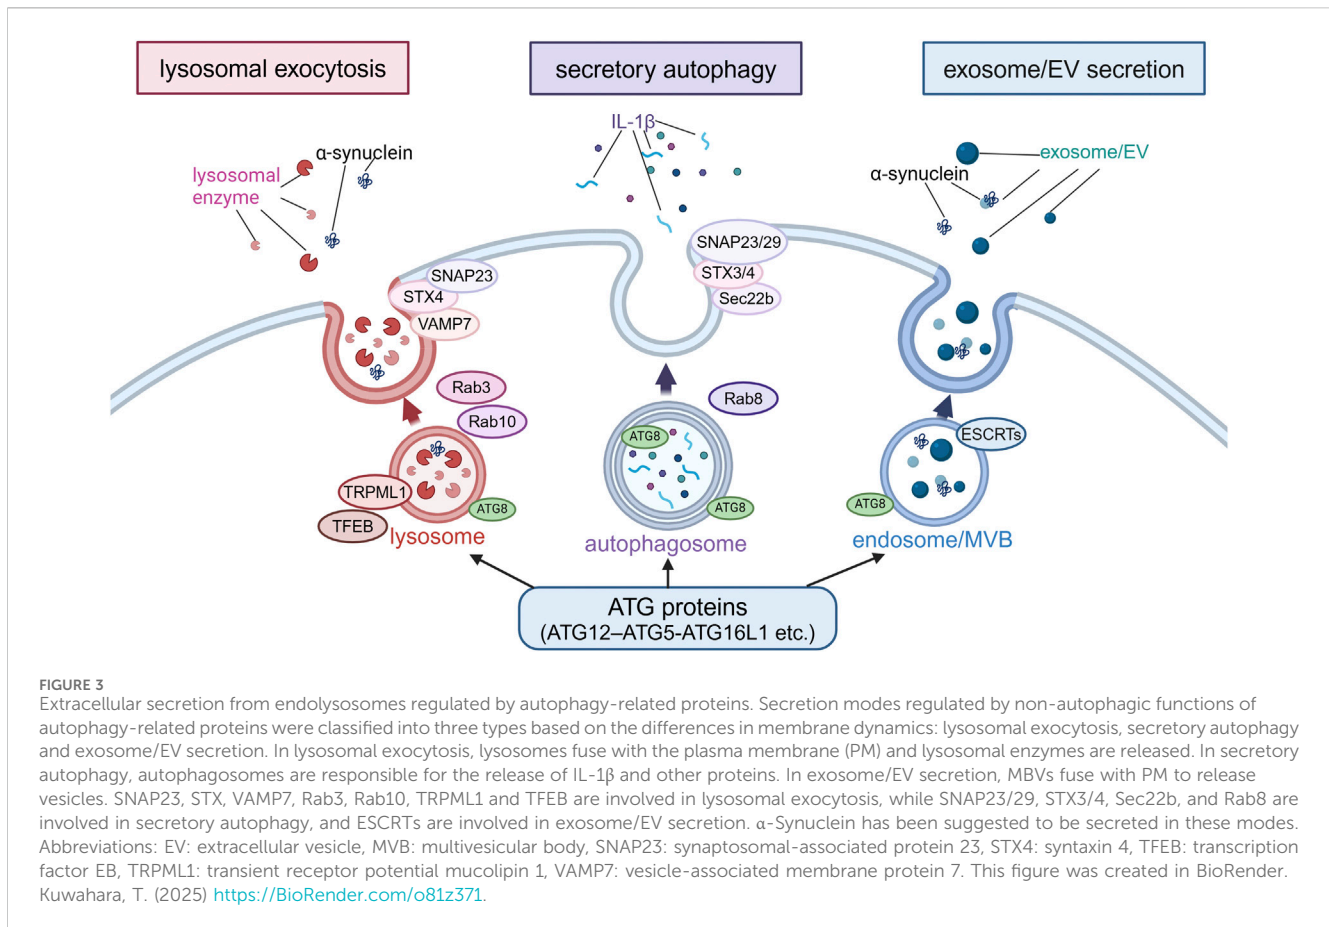 lysosomal exocytosis
secretory autophagy
exosome/EV secretion
IL-1β
α-synuclein
exosome/EV
lysosomal
enzyme
α-synuclein
SNAP23
STX4
VAMP7
SNAP23/29
STX3/4
Sec22b
Rab3
Rab10
Rab8
ATG8
ESCRTs
TRPML1
TFEB
ATG8
lysosome
ATG8
autophagosome
ATG8
endosome/MVB
ATG proteins
(ATG12–ATG5-ATG16L1 etc.)
FIGURE 3
Extracellular secretion from endolysosomes regulated by autophagy-related proteins. Secretion modes regulated by non-autophagic functions of
autophagy-related proteins were classified into three types based on the differences in membrane dynamics: lysosomal exocytosis, secretory autophagy
and exosome/EV secretion. In lysosomal exocytosis, lysosomes fuse with the plasma membrane (PM) and lysosomal enzymes are released. In secretory
autophagy, autophagosomes are responsible for the release of IL-1β and other proteins. In exosome/EV secretion, MBVs fuse with PM to release
vesicles. SNAP23, STX, VAMP7, Rab3, Rab10, TRPML1 and TFEB are involved in lysosomal exocytosis, while SNAP23/29, STX3/4, Sec22b, and Rab8 are
involved in secretory autophagy, and ESCRTs are involved in exosome/EV secretion. α-Synuclein has been suggested to be secreted in these modes.
Abbreviations: EV: extracellular vesicle, MVB: multivesicular body, SNAP23: synaptosomal-associated protein 23, STX4: syntaxin 4, TFEB: transcription
factor EB, TRPML1: transient receptor potential mucolipin 1, VAMP7: vesicle-associated membrane protein 7. This figure was created in BioRender.
Kuwahara, T. (2025) https://BioRender.com/o81z371.